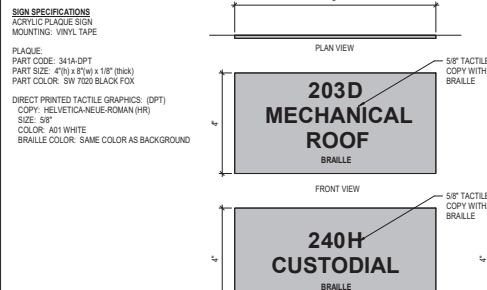 SIGN SPECIFICATIONS
ACRYLIC PLAQUE SIGN
MOUNTING: VINYL TAPE
PLAQUE:
PART CODE: 341A-DPT
PART SIZE: 4"(h) x 8"(w) x 1/8" (thick)
PART COLOR: SW 7020 BLACK FOX
DIRECT PRINTED TACTILE GRAPHICS: (DPT)
COPY: HELVETICA-NEUE-ROMAN (HR)
SIZE: 5/8"
COLOR: A01 WHITE
BRAILLE COLOR: SAME COLOR AS BACKGROUND
PLAN VIEW
5/8" TACTILE
COPY WITH
BRAILLE
4"
203D
MECHANICAL
ROOF
BRAILLE
FRONT VIEW
5/8" TACTILE
COPY WITH
BRAILLE
4"
240H
CUSTODIAL
BRAILLE
4"